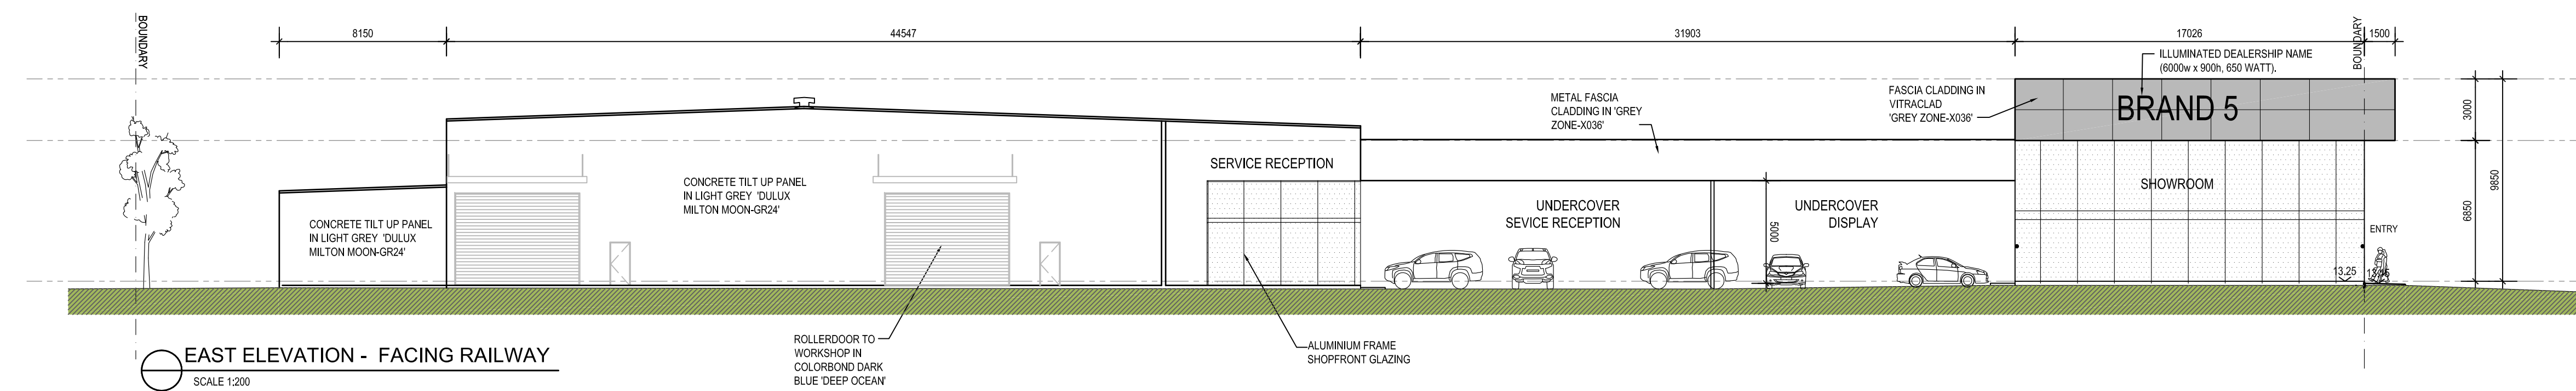 BOUNDARY
8150
44547
31903
17026
BOUNDARY
1500
ILLUMINATED DEALERSHIP NAME
(6000w x 900h, 650 WATT).
METAL FASCIA
CLADDING IN 'GREY
ZONE-X036'
FASCIA CLADDING IN
VITRACLAD
'GREY ZONE-X036'
BRAND 5
3000
6850
9850
SERVICE RECEPTION
CONCRETE TILT UP PANEL
IN LIGHT GREY 'DULUX
MILTON MOON-GR24'
CONCRETE TILT UP PANEL
IN LIGHT GREY 'DULUX
MILTON MOON-GR24'
UNDERCOVER
SEVICE RECEPTION
UNDERCOVER
DISPLAY
5000
SHOWROOM
ENTRY
13.25
ROLLERDOOR TO
WORKSHOP IN
COLORBOND DARK
BLUE 'DEEP OCEAN'
ALUMINIUM FRAME
SHOPFRONT GLAZING
EAST ELEVATION - FACING RAILWAY
SCALE 1:200